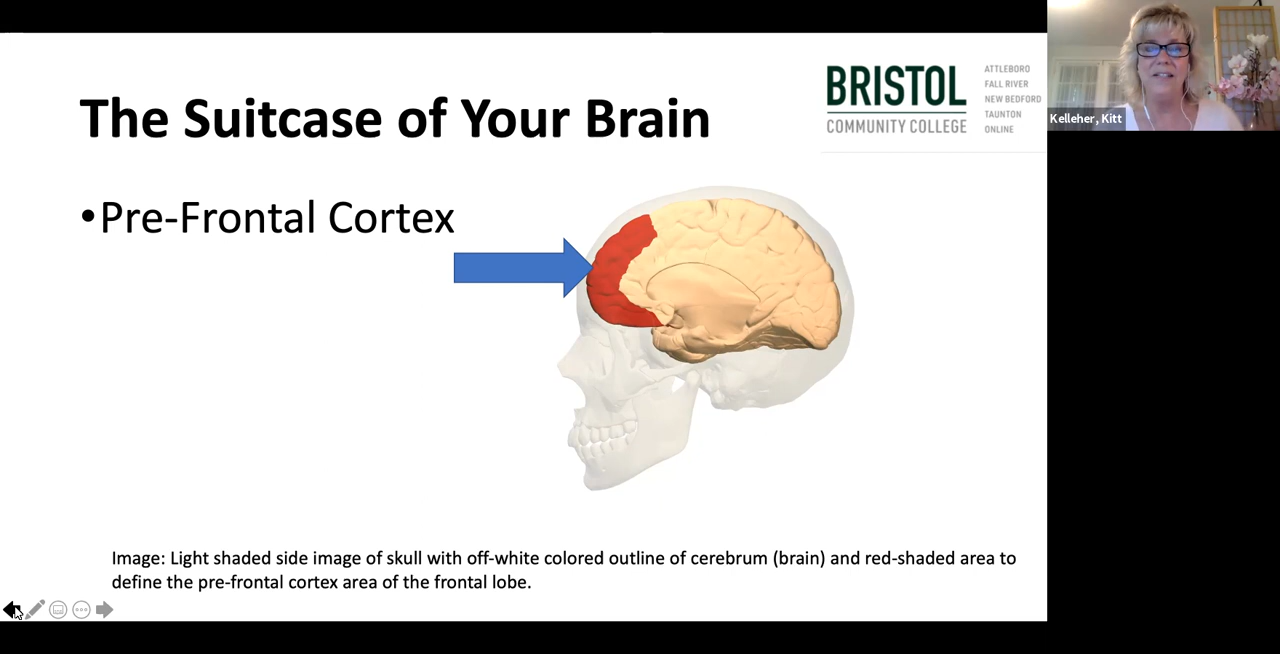 The Suitcase of Your Brain
BRISTOL
COMMUNITY COLLEGE
ATTLEBORO
FALL RIVER
NEW BEDFORD
TAUNTON
ONLINE
Kelleher, Kitt
•Pre-Frontal Cortex
Image: Light shaded side image of skull with off-white colored outline of cerebrum (brain) and red-shaded area to
define the pre-frontal cortex area of the frontal lobe.